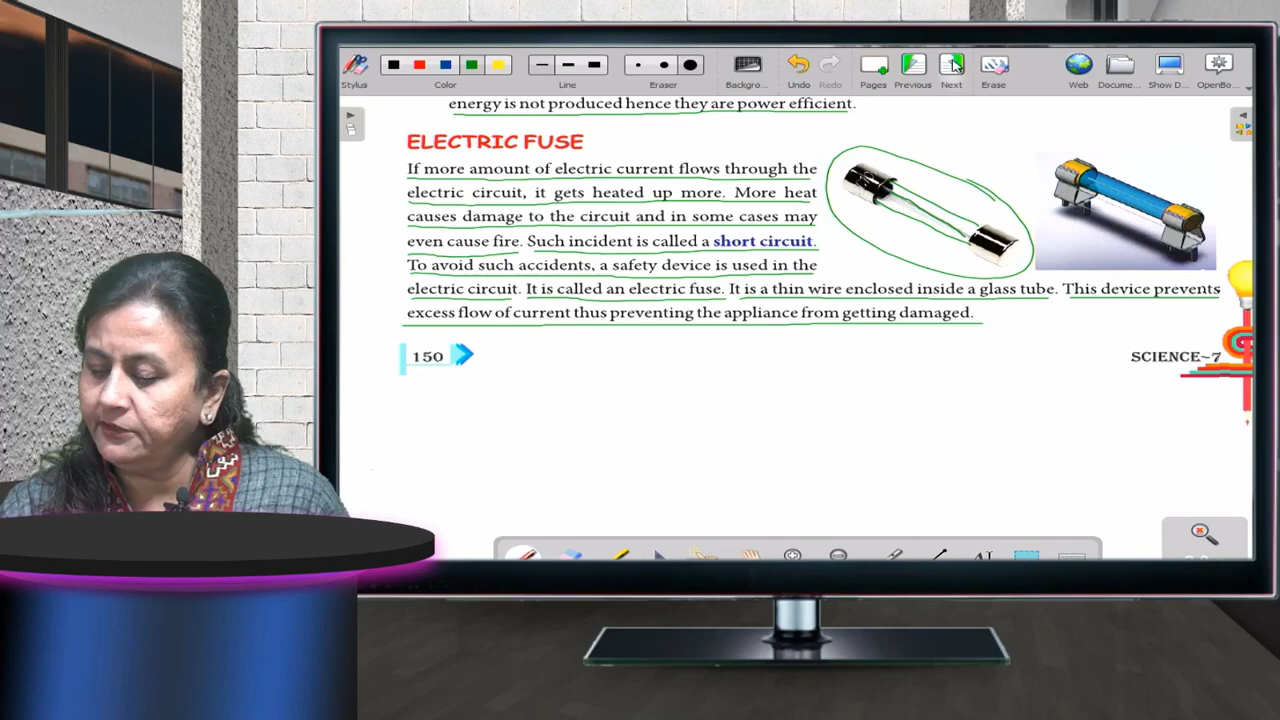 Stylus
Color
Line
Eraser
Backgro...
Undo
Redo
Pages
Previous
Next
Erase
Web
Docume...
Show D...
OpenBo...
energy is not produced hence they are power efficient.
ELECTRIC FUSE
If more amount of electric current flows through the
electric circuit, it gets heated up more. More heat
causes damage to the circuit and in some cases may
even cause fire. Such incident is called a short circuit.
To avoid such accidents, a safety device is used in the
electric circuit. It is called an electric fuse. It is a thin wire enclosed inside a glass tube. This device prevents
excess flow of current thus preventing the appliance from getting damaged.
150
SCIENCE~7